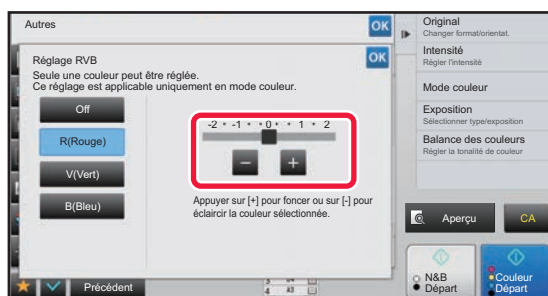 Autres
OK
Réglage RVB
OK
Seule une couleur peut être réglée.
Ce réglage est applicable uniquement en mode couleur.
Off
R(Rouge)
V(Vert)
B(Bleu)
-2 • -1 • • 0 • • 1 • 2
- +
Appuyer sur [+] pour foncer ou sur [-] pour
éclaircir la couleur sélectionnée.
Précédent
4 A3
Original
Changer format/orientat.
Intensité
Régler l'intensité
Mode couleur
Exposition
Sélectionner type/exposition
Balance des couleurs
Régler la tonalité de couleur
Aperçu
CA
N&B
Départ
Couleur
Départ